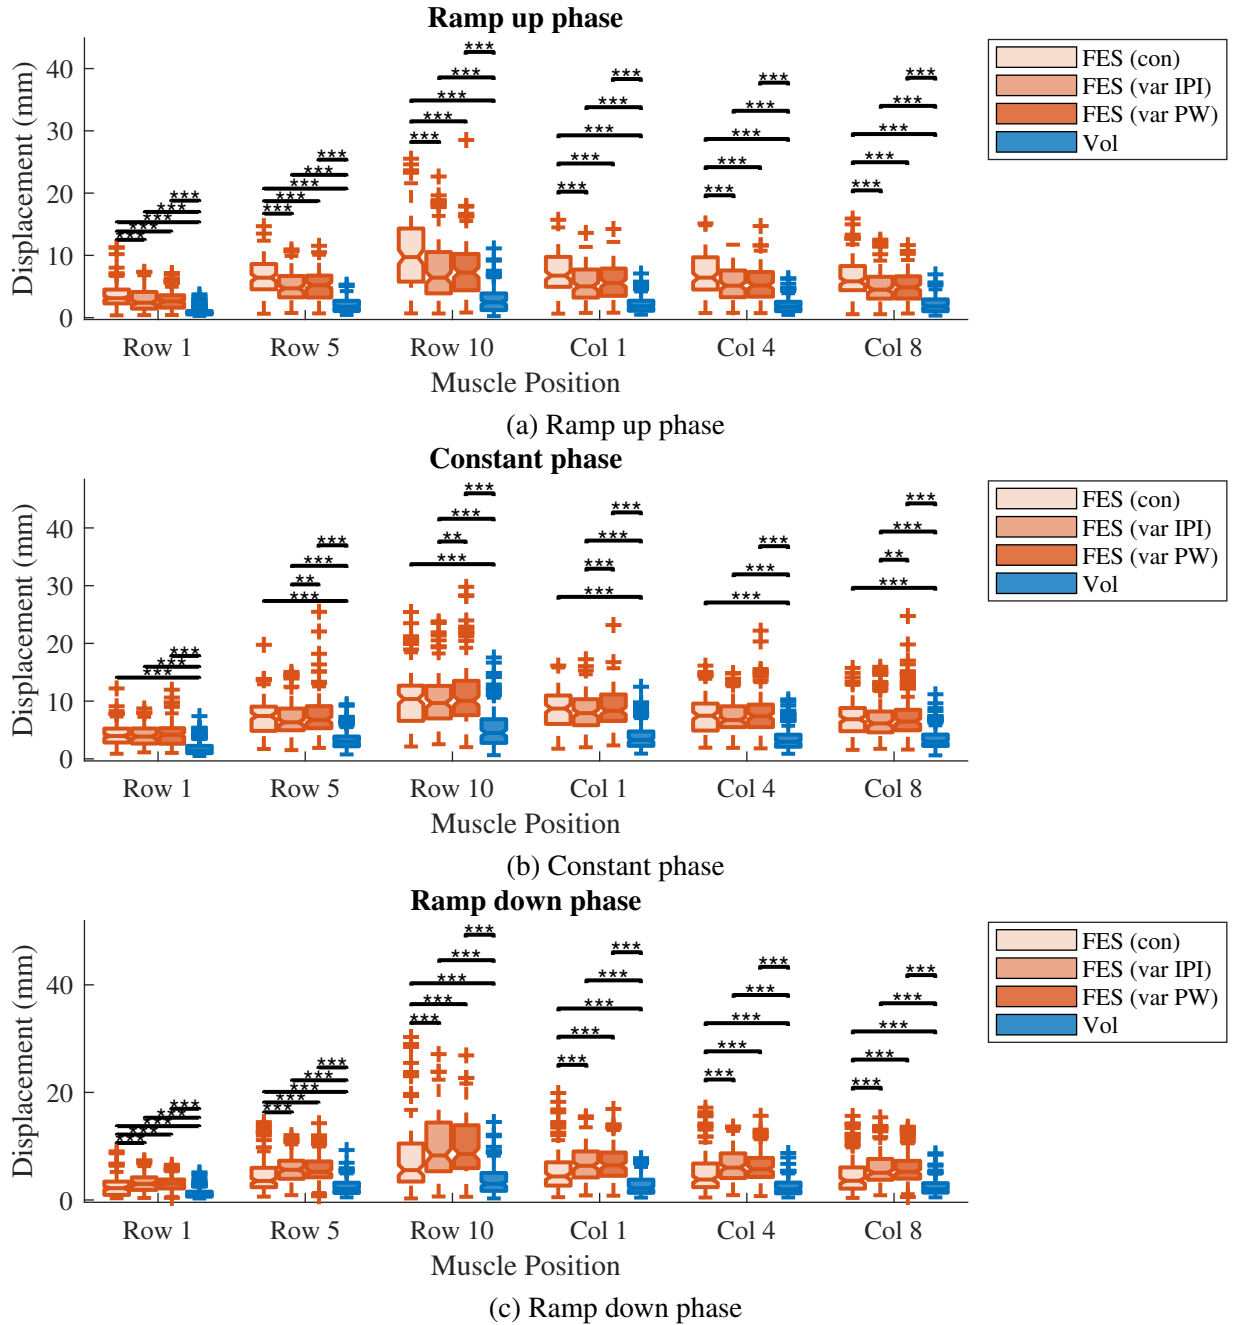 Ramp up phase
Displacement (mm)
40
30
20
10
0
*** *** *** *** ***
*** *** *** *** ***
*** *** *** *** ***
*** *** *** *** ***
*** *** *** *** ***
*** *** *** *** ***
Row 1 Row 5 Row 10 Col 1 Col 4 Col 8
Muscle Position
FES (con)
FES (var IPI)
FES (var PW)
Vol
(a) Ramp up phase
Constant phase
Displacement (mm)
40
30
20
10
0
*** *** ***
*** ** *** ***
*** ** *** ***
*** *** *** ***
*** *** ***
*** ** *** ***
Row 1 Row 5 Row 10 Col 1 Col 4 Col 8
Muscle Position
FES (con)
FES (var IPI)
FES (var PW)
Vol
(b) Constant phase
Ramp down phase
Displacement (mm)
40
20
0
*** *** *** *** ***
*** *** *** *** ***
*** *** *** *** ***
*** *** *** *** ***
*** *** *** *** ***
*** *** *** *** ***
Row 1 Row 5 Row 10 Col 1 Col 4 Col 8
Muscle Position
FES (con)
FES (var IPI)
FES (var PW)
Vol
(c) Ramp down phase